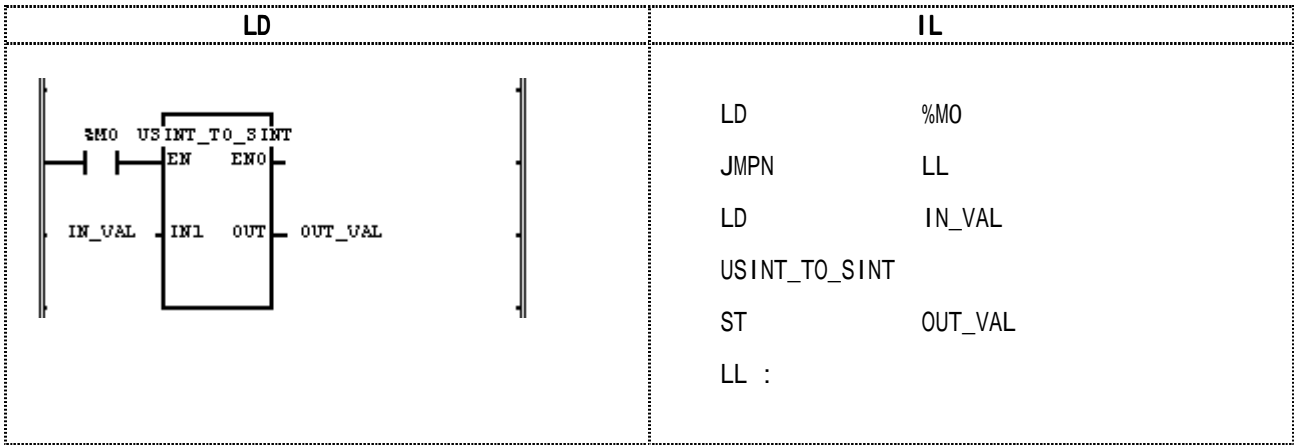 LD
IL
%M0 USINT_TO_SINT
EN ENO
IN_VAL IN1 OUT OUT_VAL
LD %M0
JMPN LL
LD IN_VAL
USINT_TO_SINT
ST OUT_VAL
LL :